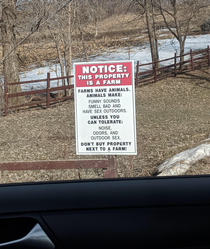 NOTICE:
THIS PROPERTY
IS A FARM
FARMS HAVE ANIMALS.
ANIMALS MAKE:
FUNNY SOUNDS
SMELL BAD AND
HAVE SEX OUTDOORS.
UNLESS YOU
CAN TOLERATE:
NOISE,
ODORS, AND
OUTDOOR SEX.
DON'T BUY PROPERTY
NEXT TO A FARM!